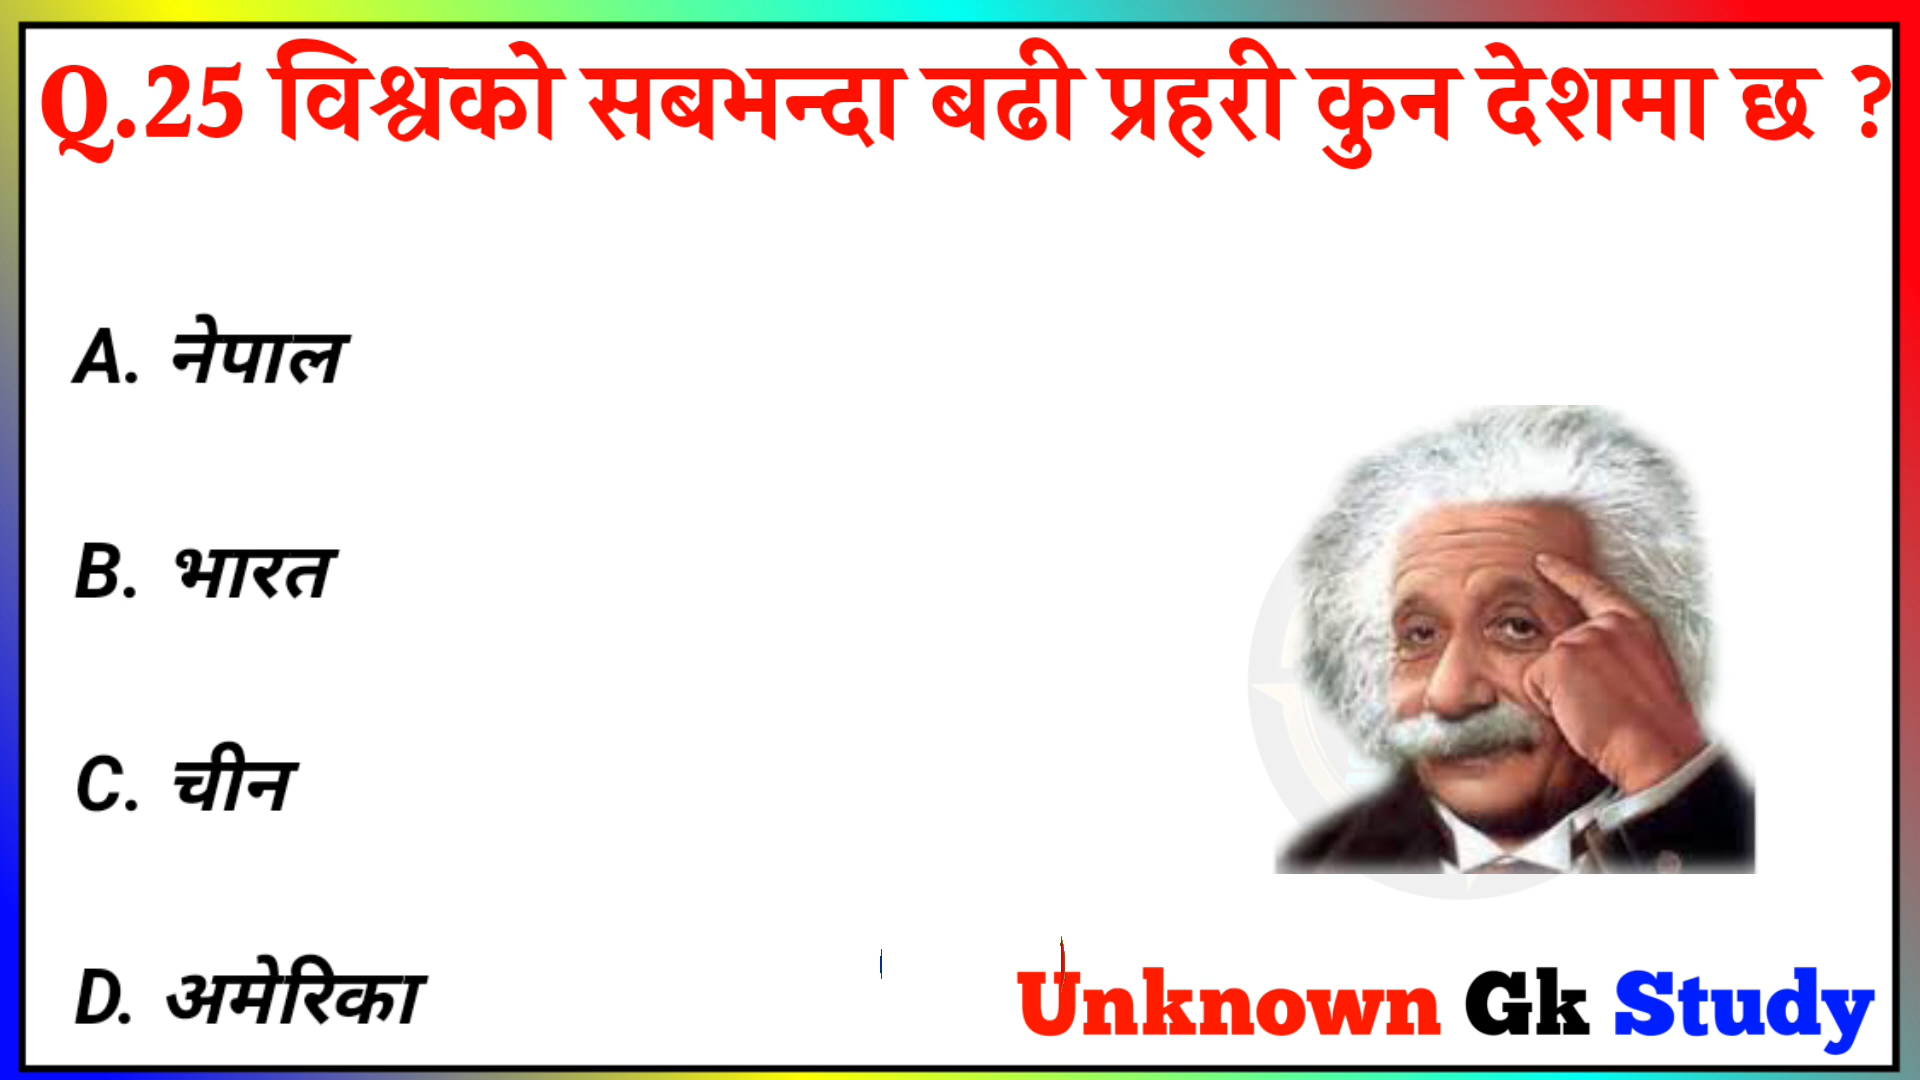 Q.25 विश्वको सबभन्दा बढी प्रहरी कुन देशमा छ ?
A. नेपाल
B. भारत
C. चीन
D. अमेरिका
Unknown Gk Study